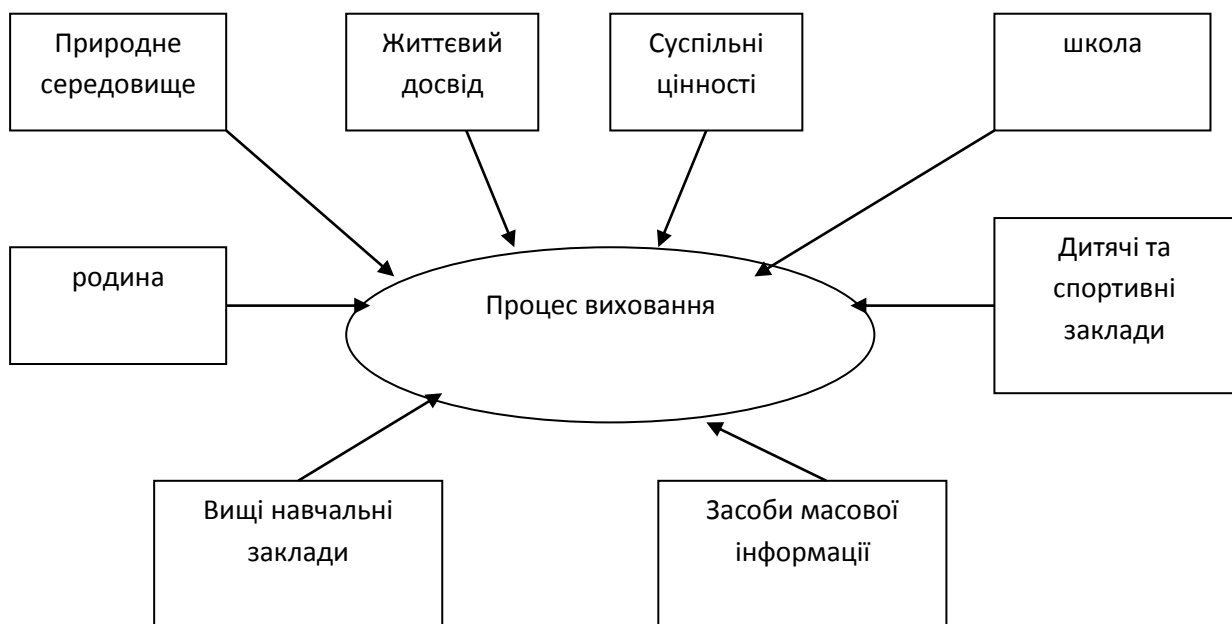 Природне
середовище
Життєвий
досвід
Суспільні
цінності
школа
родина
Процес виховання
Дитячі та
спортивні
заклади
Вищі навчальні
заклади
Засоби масової
інформації